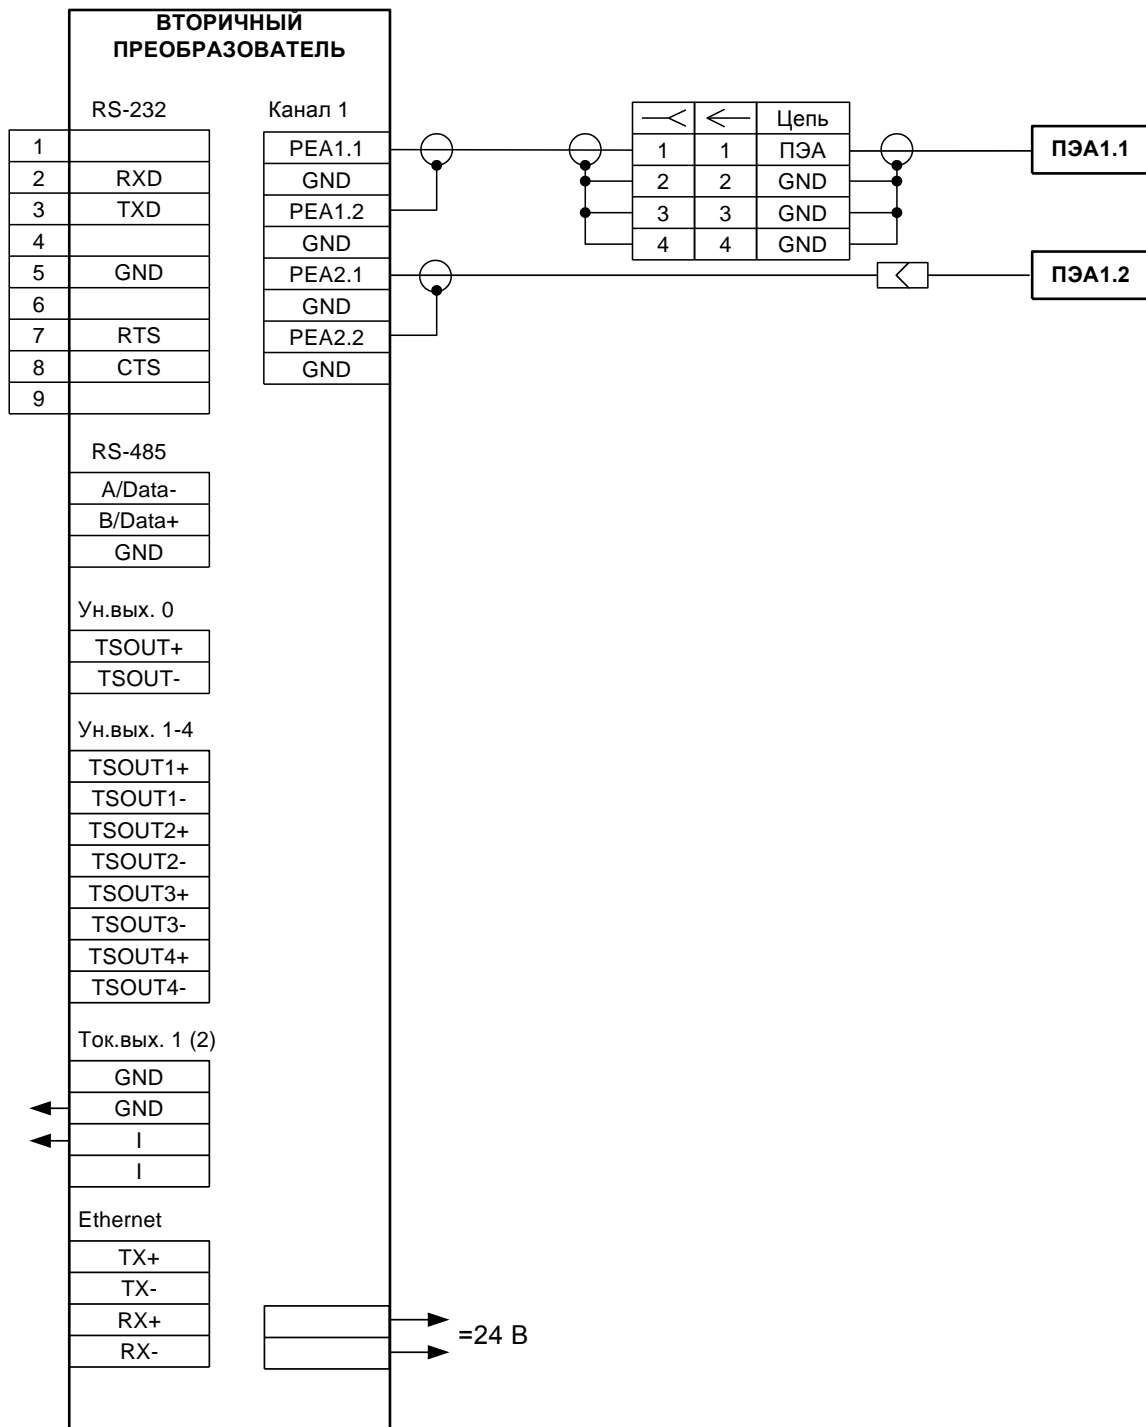 ВТОРИЧНЫЙ
ПРЕОБРАЗОВАТЕЛЬ
RS-232
1
2 RXD
3 TXD
4
5 GND
6
7 RTS
8 CTS
9
Канал 1
PEA1.1
GND
PEA1.2
GND
PEA2.1
GND
PEA2.2
GND
Цепь
1 1 ПЭА
2 2 GND
3 3 GND
4 4 GND
ПЭА1.1
ПЭА1.2
RS-485
A/Data-
B/Data+
GND
Ун.вых. 0
TSOUT+
TSOUT-
Ун.вых. 1-4
TSOUT1+
TSOUT1-
TSOUT2+
TSOUT2-
TSOUT3+
TSOUT3-
TSOUT4+
TSOUT4-
Ток.вых. 1 (2)
GND
GND
I
I
Ethernet
TX+
TX-
RX+
RX-
=24 В